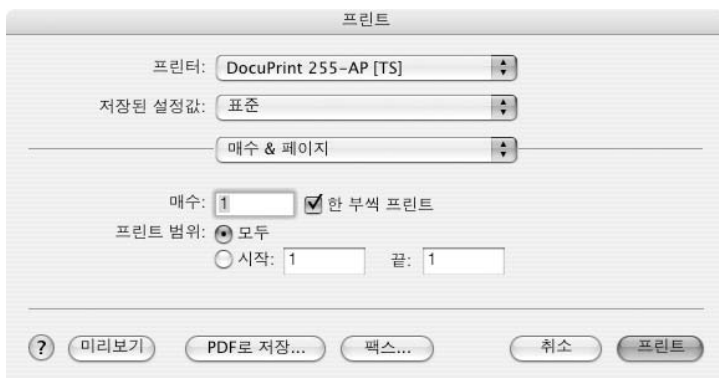 프린트
프린터: DocuPrint 255-AP [TS]
저장된 설정값: 표준
매수 & 페이지
매수: 1 한 부씩 프린트
프린트 범위: 모두
시작: 1 끝: 1
? 미리보기 PDF로 저장... 팩스... 취소 프린트